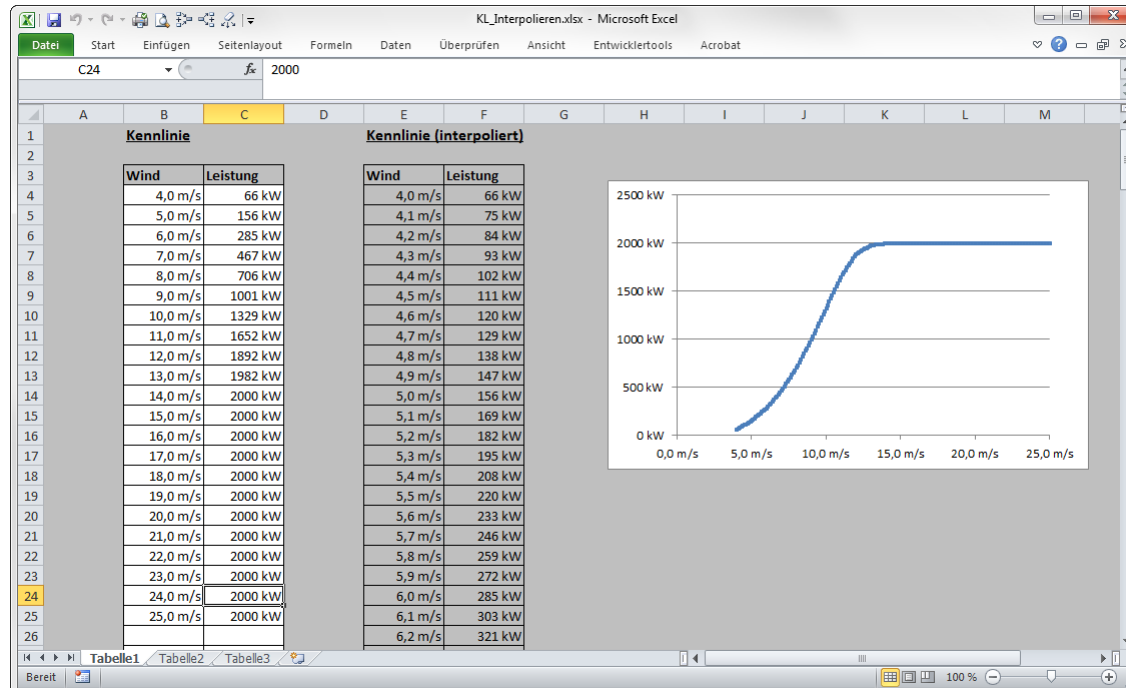 KL_Interpolieren.xlsx - Microsoft Excel
Datei Start Einfügen Seitenlayout Formeln Daten Überprüfen Ansicht Entwicklertools Acrobat
C24 fx 2000
A B C D E F G H I J K L M
1 Kennlinie Kennlinie (interpoliert)
2
3 Wind Leistung Wind Leistung
4 4,0 m/s 66 kW 4,0 m/s 66 kW
5 5,0 m/s 156 kW 4,1 m/s 75 kW
6 6,0 m/s 285 kW 4,2 m/s 84 kW
7 7,0 m/s 467 kW 4,3 m/s 93 kW
8 8,0 m/s 706 kW 4,4 m/s 102 kW
9 9,0 m/s 1001 kW 4,5 m/s 111 kW
10 10,0 m/s 1329 kW 4,6 m/s 120 kW
11 11,0 m/s 1652 kW 4,7 m/s 129 kW
12 12,0 m/s 1892 kW 4,8 m/s 138 kW
13 13,0 m/s 1982 kW 4,9 m/s 147 kW
14 14,0 m/s 2000 kW 5,0 m/s 156 kW
15 15,0 m/s 2000 kW 5,1 m/s 169 kW
16 16,0 m/s 2000 kW 5,2 m/s 182 kW
17 17,0 m/s 2000 kW 5,3 m/s 195 kW
18 18,0 m/s 2000 kW 5,4 m/s 208 kW
19 19,0 m/s 2000 kW 5,5 m/s 220 kW
20 20,0 m/s 2000 kW 5,6 m/s 233 kW
21 21,0 m/s 2000 kW 5,7 m/s 246 kW
22 22,0 m/s 2000 kW 5,8 m/s 259 kW
23 23,0 m/s 2000 kW 5,9 m/s 272 kW
24 24,0 m/s 2000 kW 6,0 m/s 285 kW
25 25,0 m/s 2000 kW 6,1 m/s 303 kW
26 6,2 m/s 321 kW
2500 kW
2000 kW
1500 kW
1000 kW
500 kW
0 kW
0,0 m/s 5,0 m/s 10,0 m/s 15,0 m/s 20,0 m/s 25,0 m/s
Tabelle1 Tabelle2 Tabelle3
Bereit 100 %